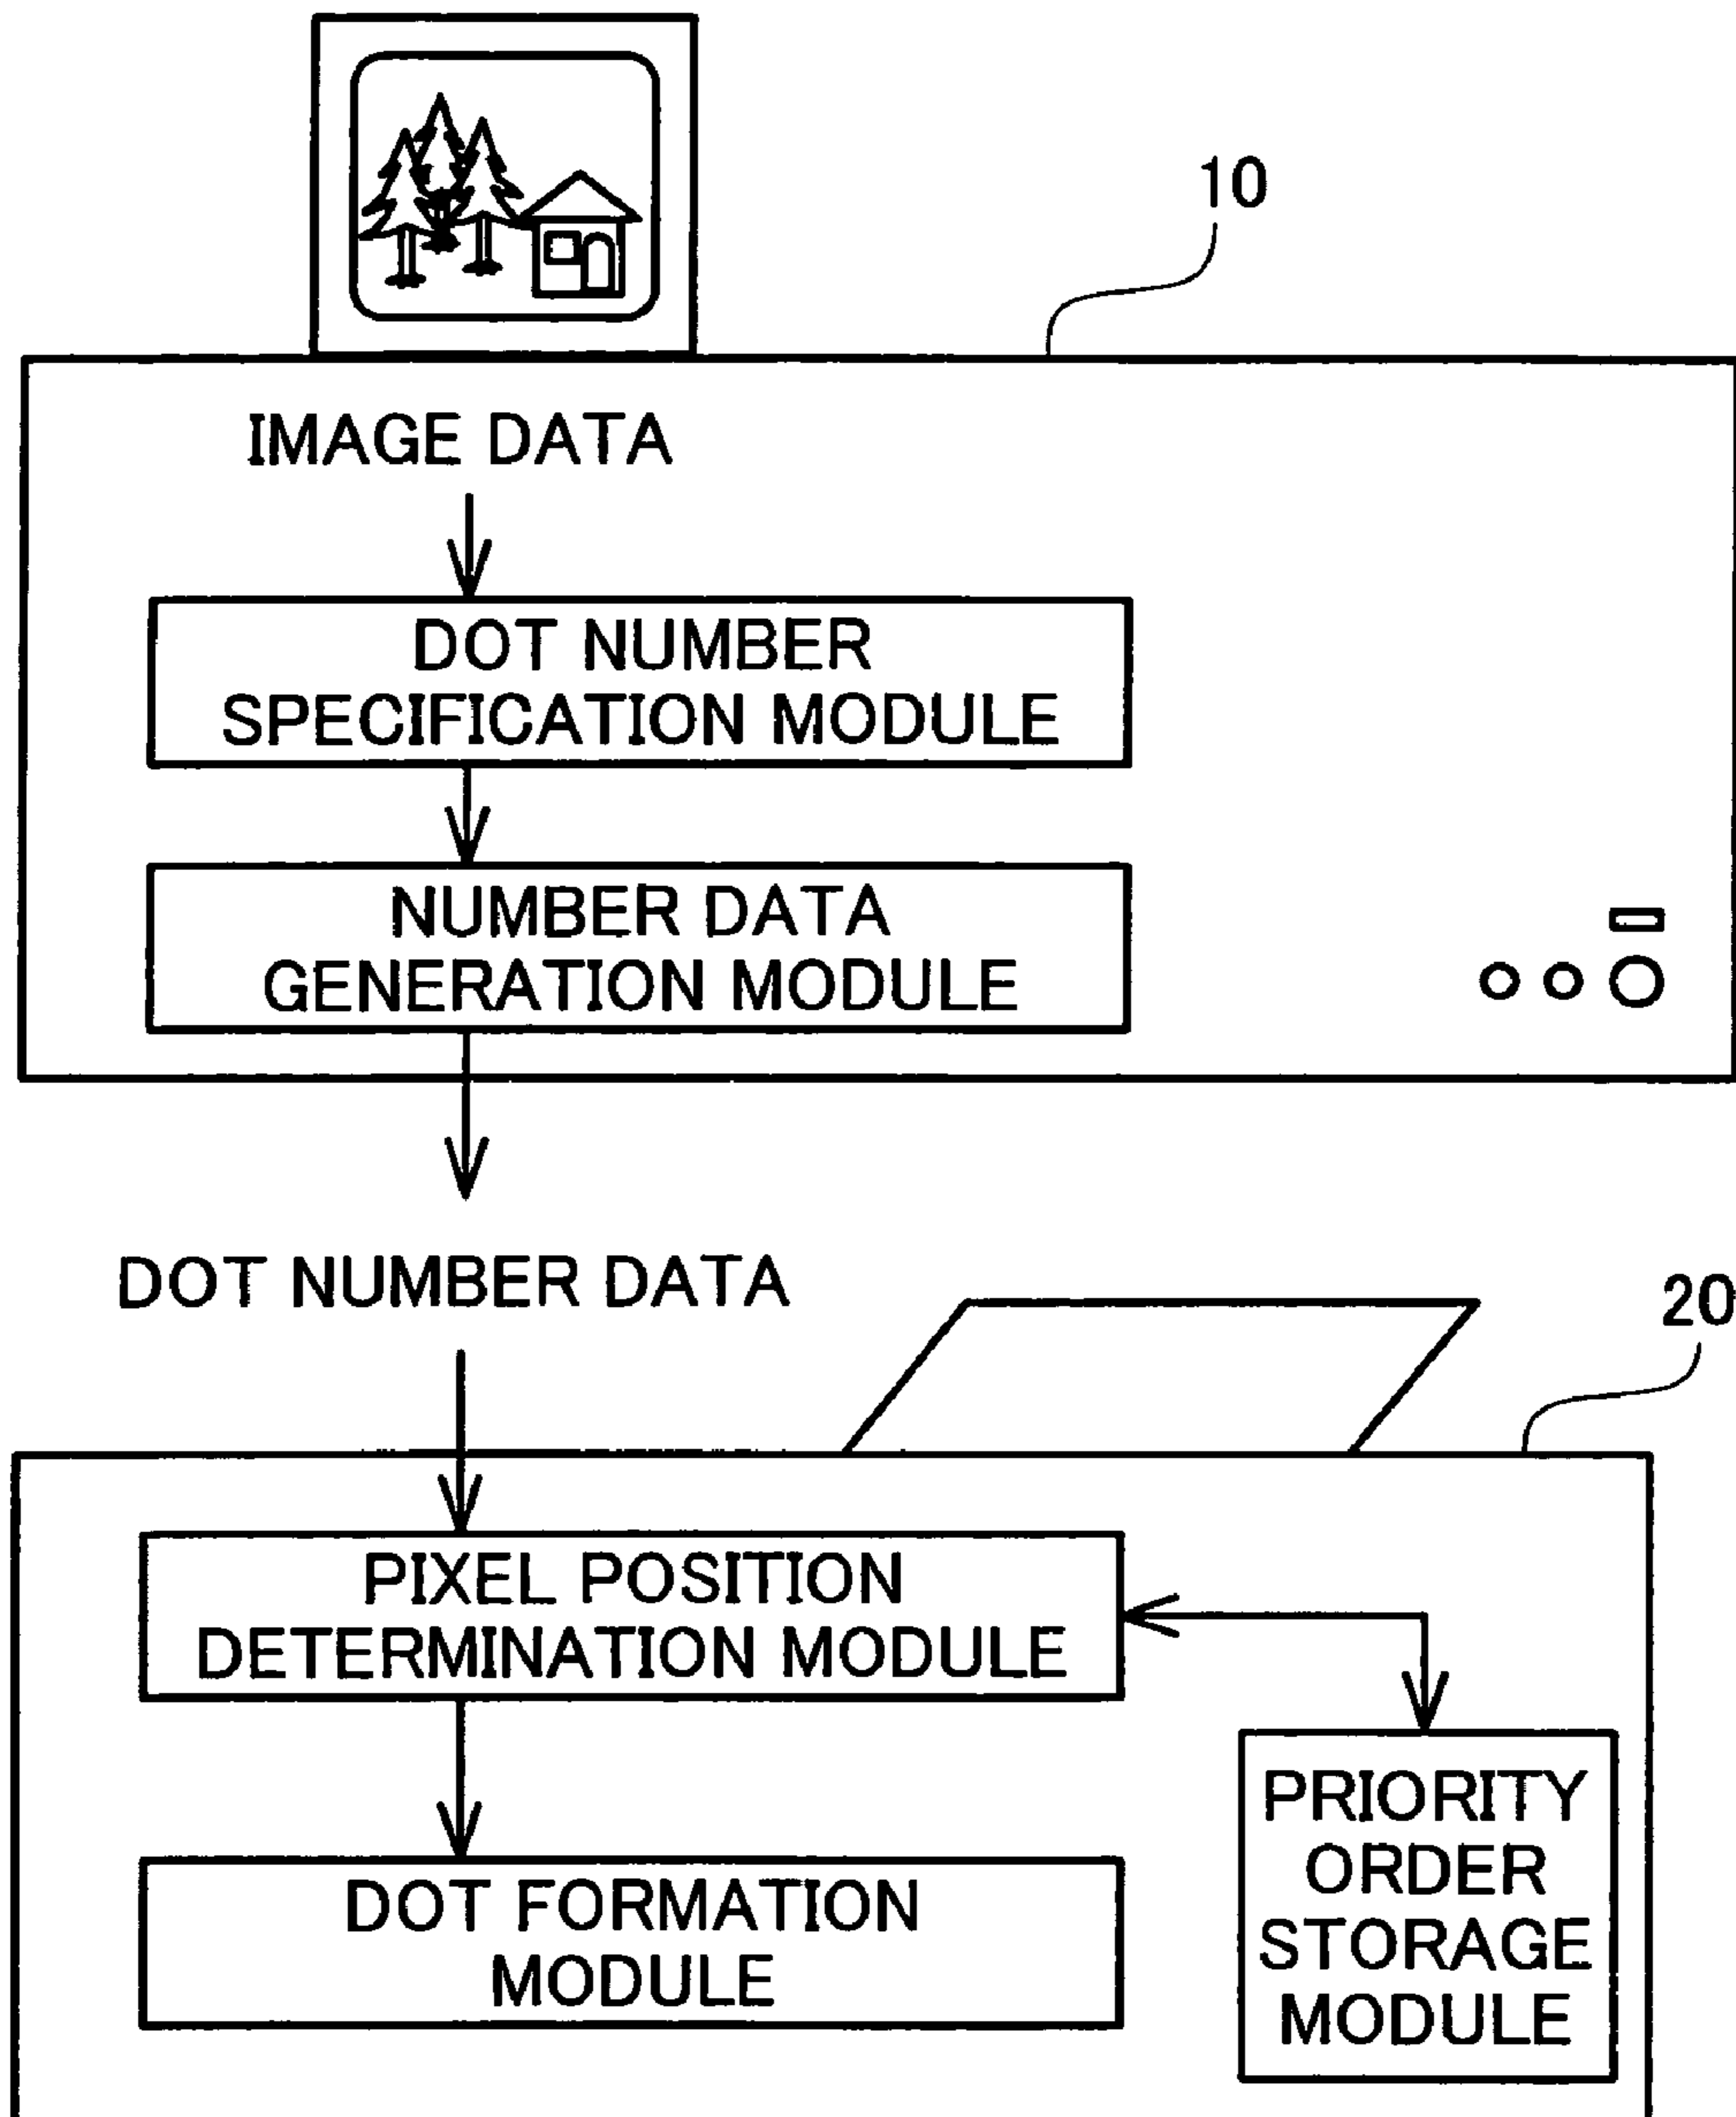 10
IMAGE DATA
DOT NUMBER
SPECIFICATION MODULE
NUMBER DATA
GENERATION MODULE
DOT NUMBER DATA
20
PIXEL POSITION
DETERMINATION MODULE
DOT FORMATION
MODULE
PRIORITY
ORDER
STORAGE
MODULE